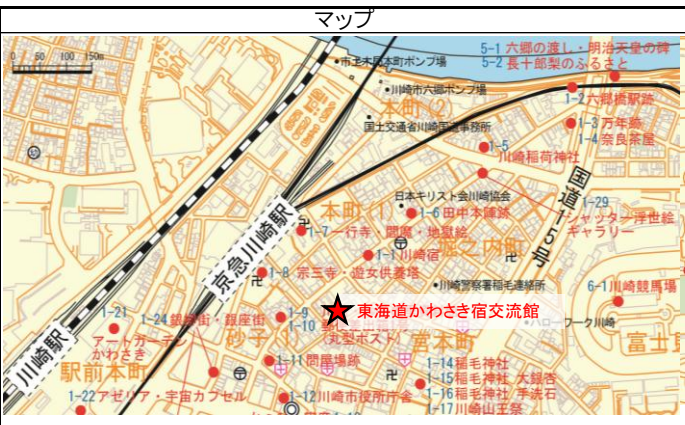 マップ
0 50 100 150m
市土木局本町ポンプ場
5-1 六郷の渡し・明治天皇の碑
5-2 長十郎梨のふるさと
川崎市六郷ポンプ場
本町(2)
国土交通省川崎国道事務所
1-2 六郷橋駅跡
1-3 万年跡
1-4 奈良茶屋
1-5
川崎稲荷神社
国道15号
日本キリスト会川崎協会
1-6 田中本陣跡
1-29
シャッター浮世絵
ギャラリー
本町(1)
1-7 一行寺・閻魔・地獄絵
堀之内町
京急川崎駅
1-1 川崎宿
1-8 宗三寺・遊女供養塔
川崎警察署稲毛連絡所
6-1 川崎競馬場
1-9
1-10
東海道かわさき宿交流館
(丸型ポスト)
ハローワーク川崎
1-21
アートガーデン
かわさき
1-24 銀柳街・銀座街
砂子
宮本町
富士見
川崎駅
駅前本町
1-11 問屋場跡
1-14 稲毛神社
1-15 稲毛神社 大銀杏
1-16 稲毛神社 手洗石
1-17 川崎山王祭
1-22 アゼリア・宇宙カプセル
1-12 川崎市役所庁舎